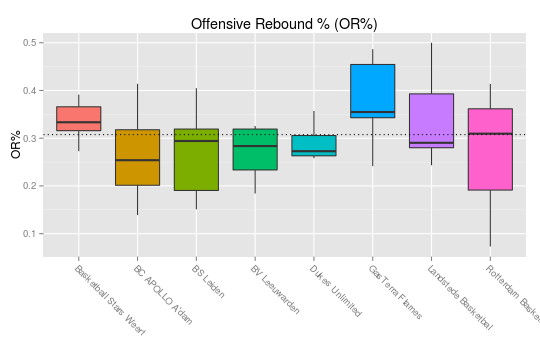 Offensive Rebound % (OR%)
OR%
0.5
0.4
0.3
0.2
0.1
Basketball Stars Weert
BC APOLLO A'dam
BS Leiden
BV Leeuwarden
Dukes Unlimited
GasTerra Flames
Landstede Basketbal
Rotterdam Baske